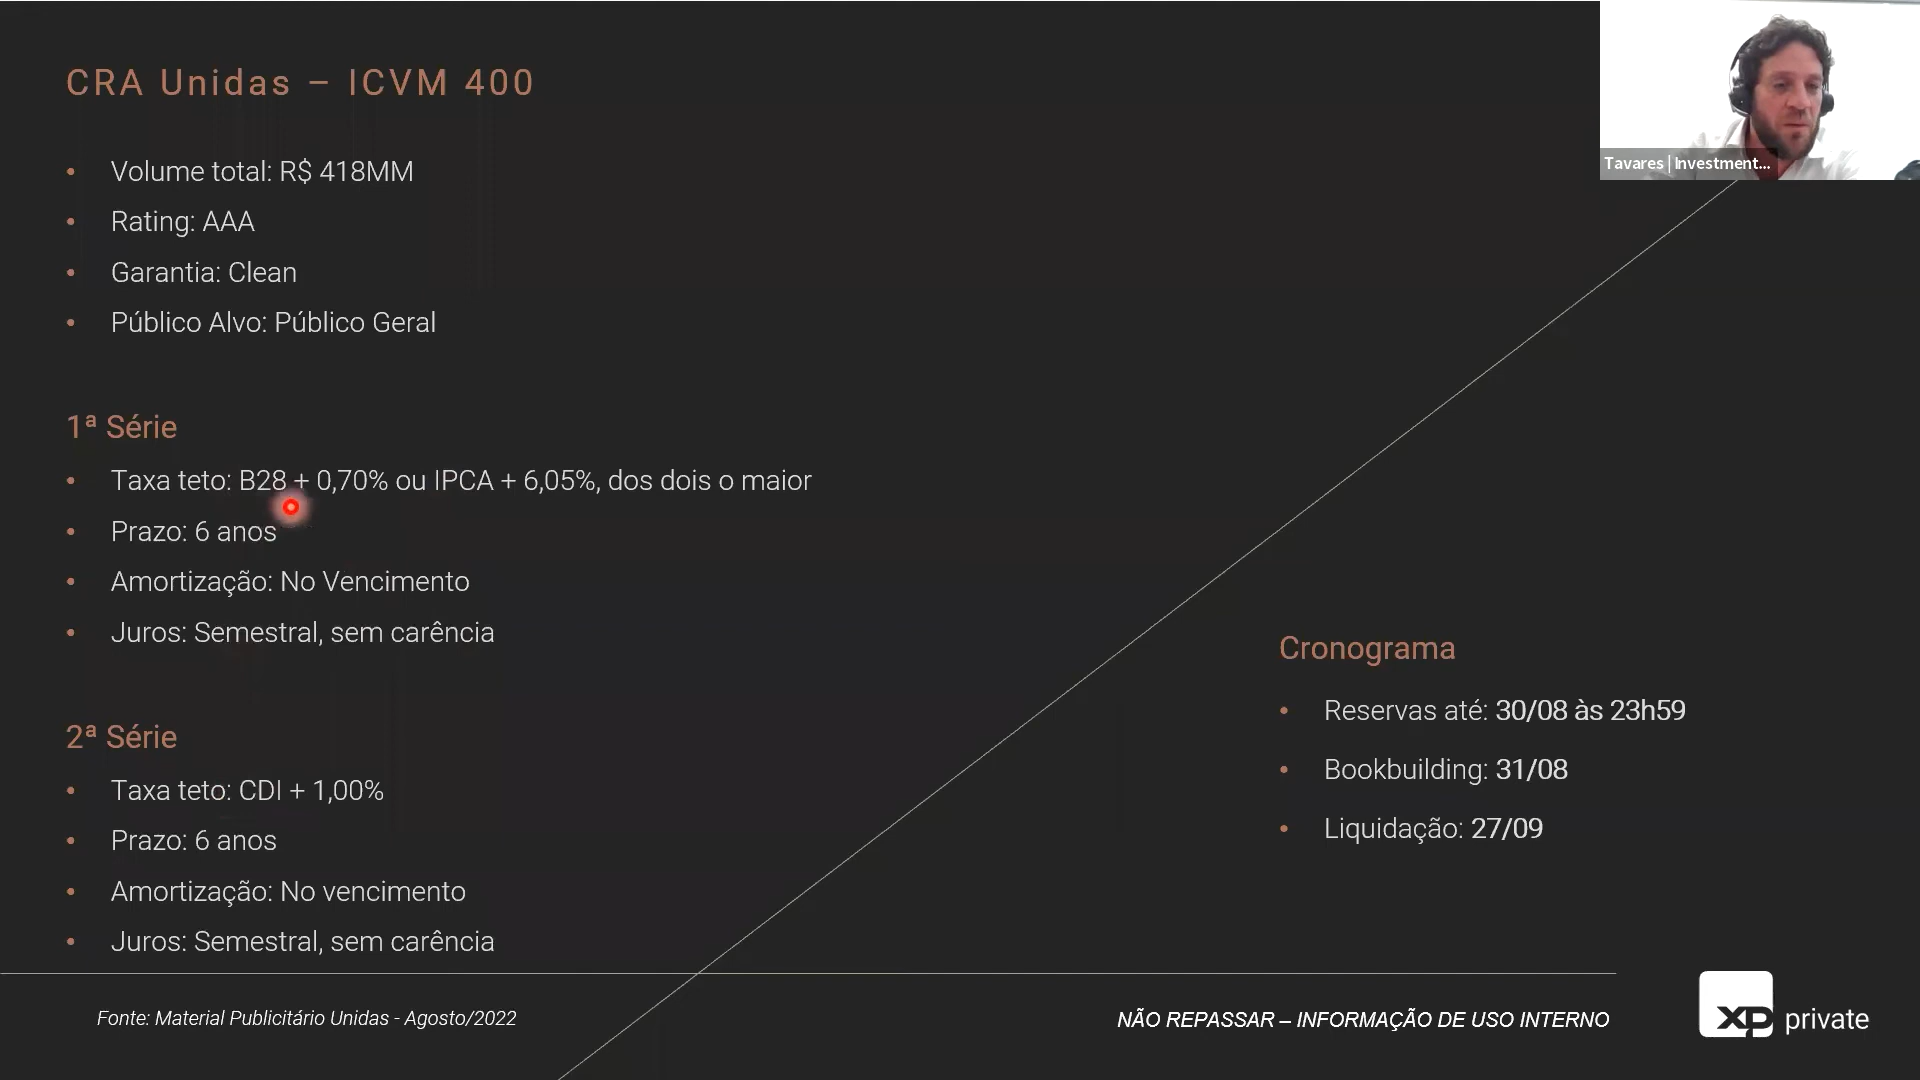 CRA Unidas – ICVM 400
Tavares | Investment...
• Volume total: R$ 418MM
• Rating: AAA
• Garantia: Clean
• Público Alvo: Público Geral
1ª Série
• Taxa teto: B28 + 0,70% ou IPCA + 6,05%, dos dois o maior
• Prazo: 6 anos
• Amortização: No Vencimento
• Juros: Semestral, sem carência
2ª Série
• Taxa teto: CDI + 1,00%
• Prazo: 6 anos
• Amortização: No vencimento
• Juros: Semestral, sem carência
Cronograma
• Reservas até: 30/08 às 23h59
• Bookbuilding: 31/08
• Liquidação: 27/09
Fonte: Material Publicitário Unidas - Agosto/2022
NÃO REPASSAR – INFORMAÇÃO DE USO INTERNO
xp private